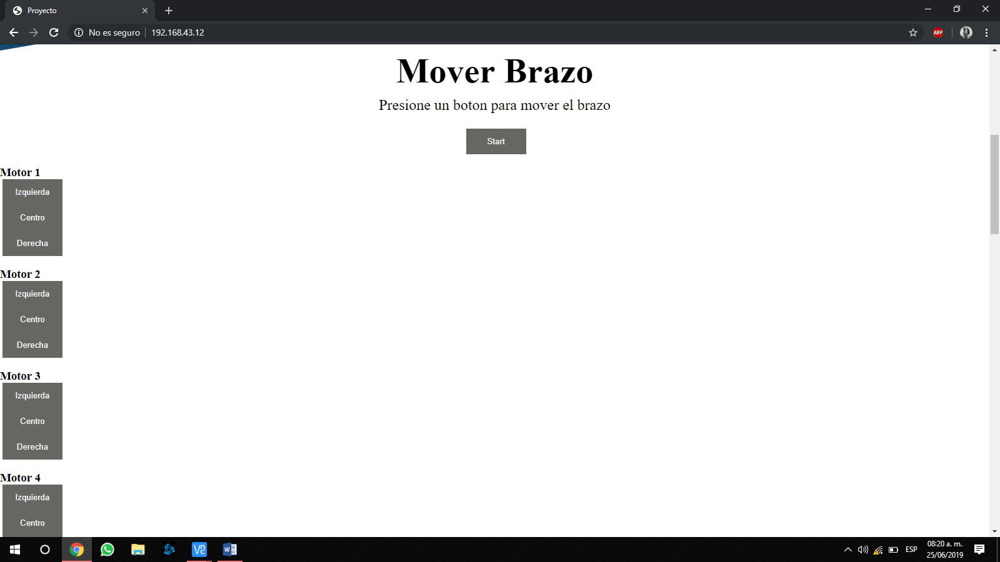 Proyecto
No es seguro
192.168.43.12
ABP
Mover Brazo
Presione un boton para mover el brazo
Start
Motor 1
Izquierda
Centro
Derecha
Motor 2
Izquierda
Centro
Derecha
Motor 3
Izquierda
Centro
Derecha
Motor 4
Izquierda
Centro
ESP
08:20 a. m.
25/06/2019